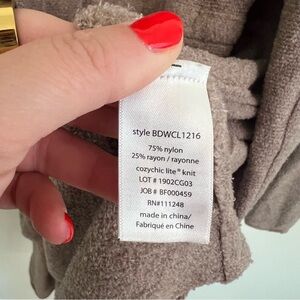 style BDWCL1216
75% nylon
25% rayon / rayonne
cozychic lite® knit
LOT # 1902CG03
JOB # BF000459
RN#111248
made in china/
Fabriqué en Chine